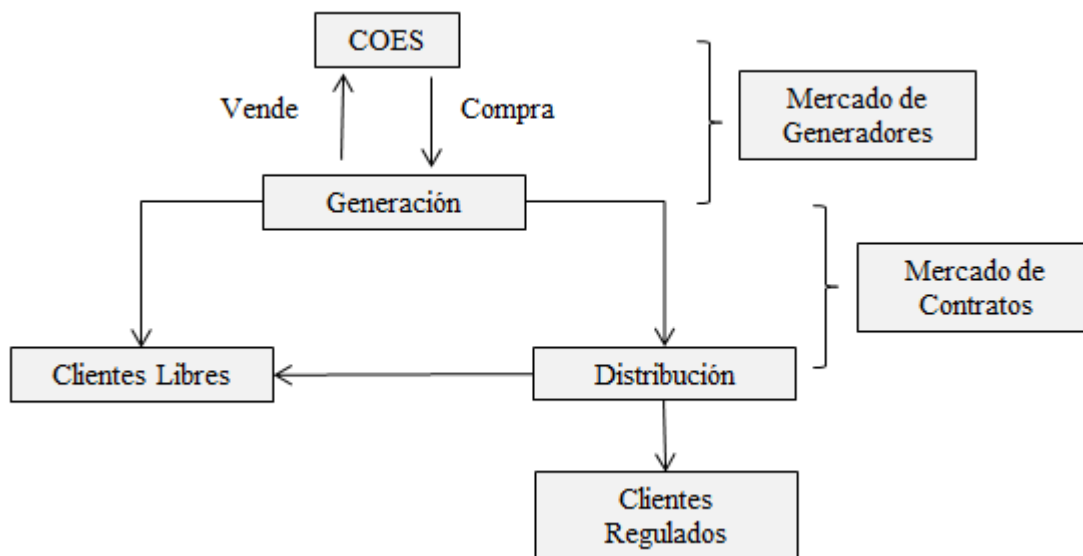 COES
Vende
Compra
Mercado de
Generadores
Generación
Mercado de
Contratos
Clientes Libres
Distribución
Clientes
Regulados